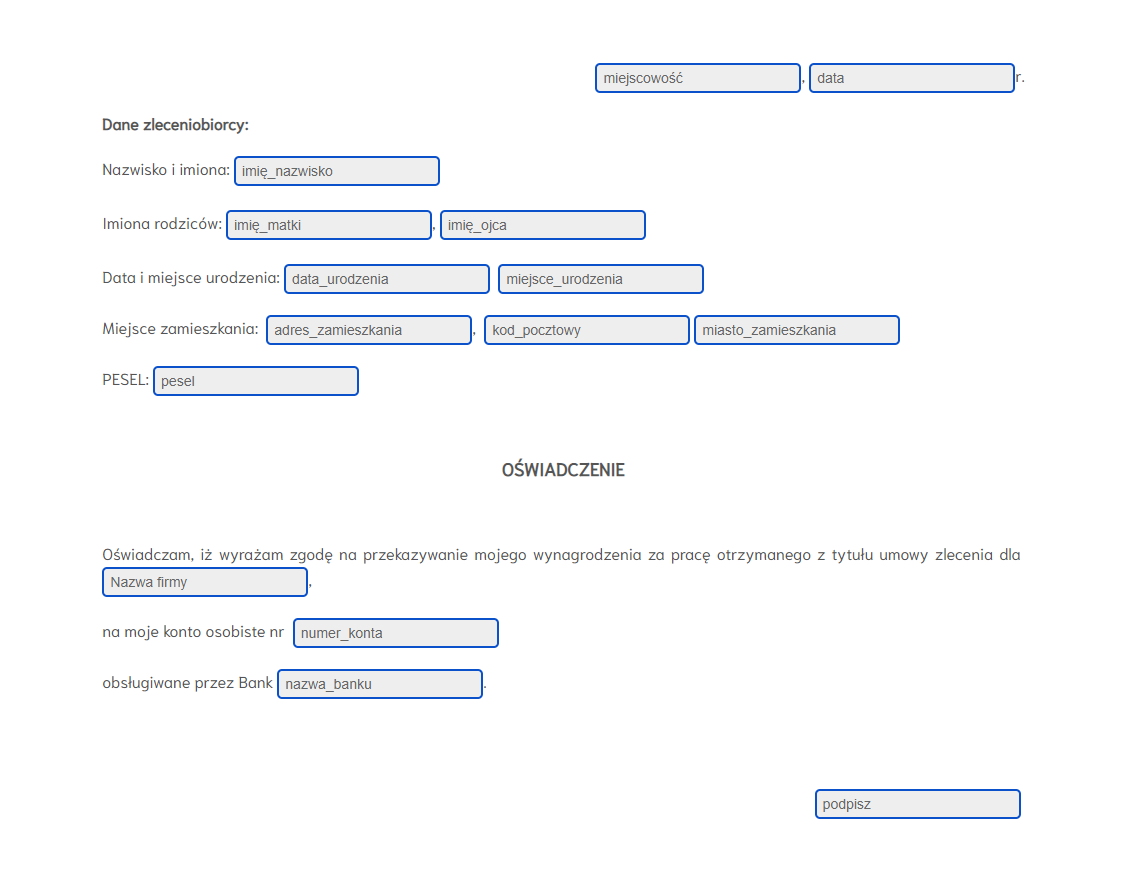 miejscowość, data r.
Dane zleceniobiorcy:
Nazwisko i imiona: imię_nazwisko
Imiona rodziców: imię_matki, imię_ojca
Data i miejsce urodzenia: data_urodzenia miejsce_urodzenia
Miejsce zamieszkania: adres_zamieszkania, kod_pocztowy miasto_zamieszkania
PESEL: pesel
OŚWIADCZENIE
Oświadczam, iż wyrażam zgodę na przekazywanie mojego wynagrodzenia za pracę otrzymanego z tytułu umowy zlecenia dla
Nazwa firmy,
na moje konto osobiste nr numer_konta
obsługiwane przez Bank nazwa_banku.
podpisz